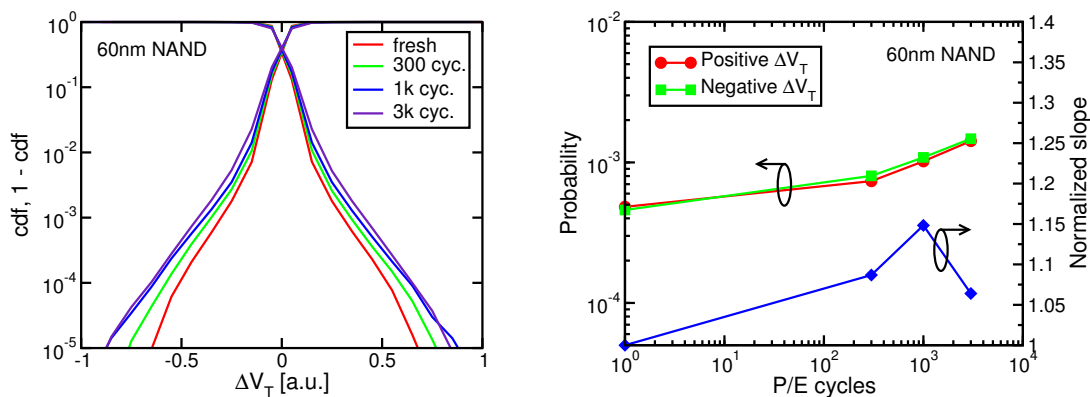 10^0
10^-1
10^-2
10^-3
10^-4
10^-5
cdf, 1 - cdf
60nm NAND
fresh
300 cyc.
1k cyc.
3k cyc.
-1
-0.5
0
0.5
1
ΔV_T [a.u.]
10^-2
10^-3
10^-4
Probability
Positive ΔV_T
Negative ΔV_T
60nm NAND
1.4
1.35
1.3
1.25
1.20
1.15
1.1
1.05
1
Normalized slope
10^0
10^1
10^2
10^3
10^4
P/E cycles